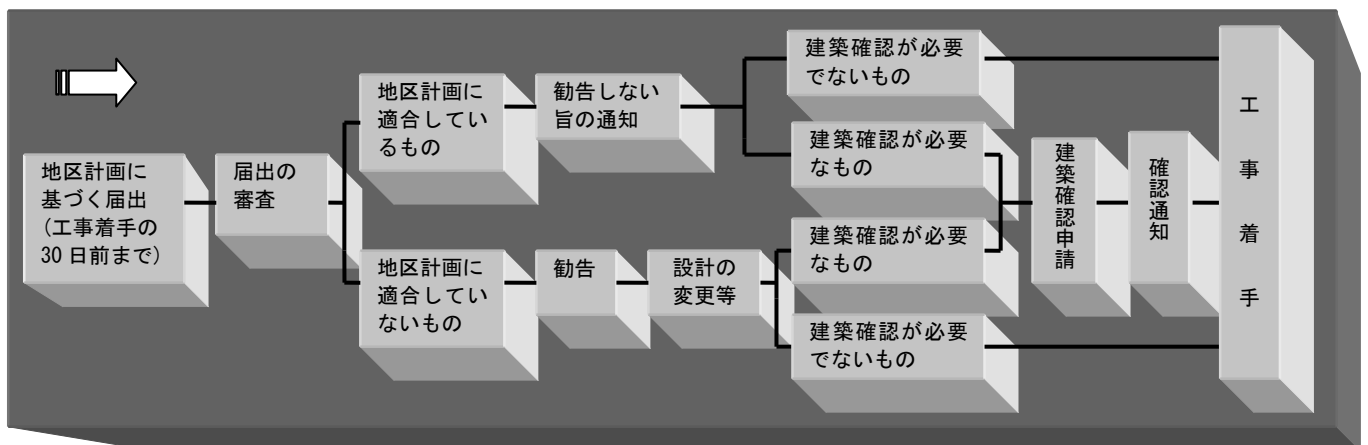 地区計画に
基づく届出
(工事着手の
30日前まで)
届出の
審査
地区計画に
適合してい
るもの
勧告しない
旨の通知
建築確認が必要
でないもの
建築確認が必要
なもの
地区計画に
適合してい
ないもの
勧告
設計の
変更等
建築確認が必要
なもの
建築確認が必要
でないもの
建築確認申請
確認通知
工事着手